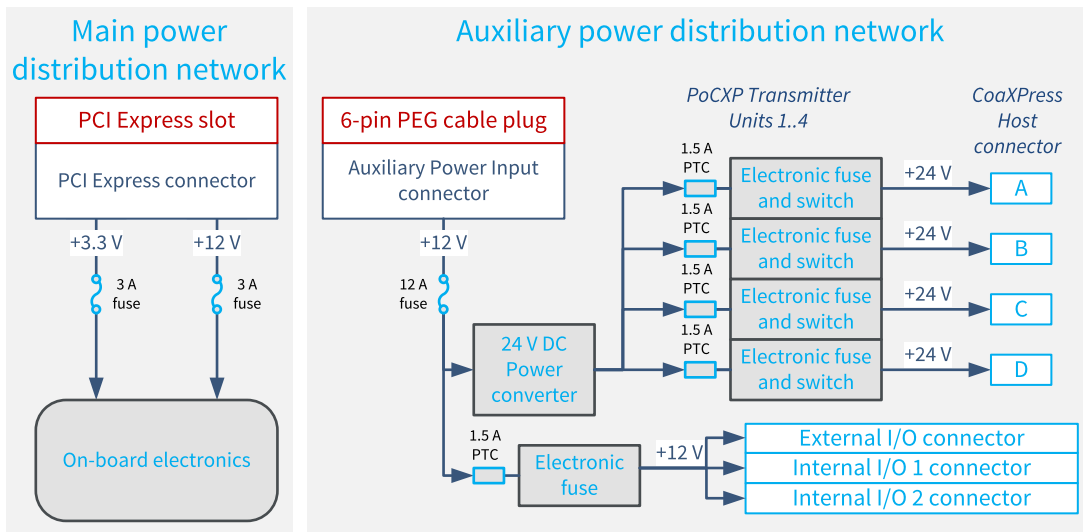 Main power
distribution network
PCI Express slot
PCI Express connector
+3.3 V
+12 V
3 A
fuse
3 A
fuse
On-board electronics
Auxiliary power distribution network
6-pin PEG cable plug
Auxiliary Power Input
connector
+12 V
12 A
fuse
24 V DC
Power
converter
PoCXP Transmitter
Units 1..4
CoaXPress
Host
connector
1.5 A
PTC
Electronic fuse
and switch
+24 V
A
1.5 A
PTC
Electronic fuse
and switch
+24 V
B
1.5 A
PTC
Electronic fuse
and switch
+24 V
C
1.5 A
PTC
Electronic fuse
and switch
+24 V
D
1.5 A
PTC
Electronic
fuse
+12 V
External I/O connector
Internal I/O 1 connector
Internal I/O 2 connector